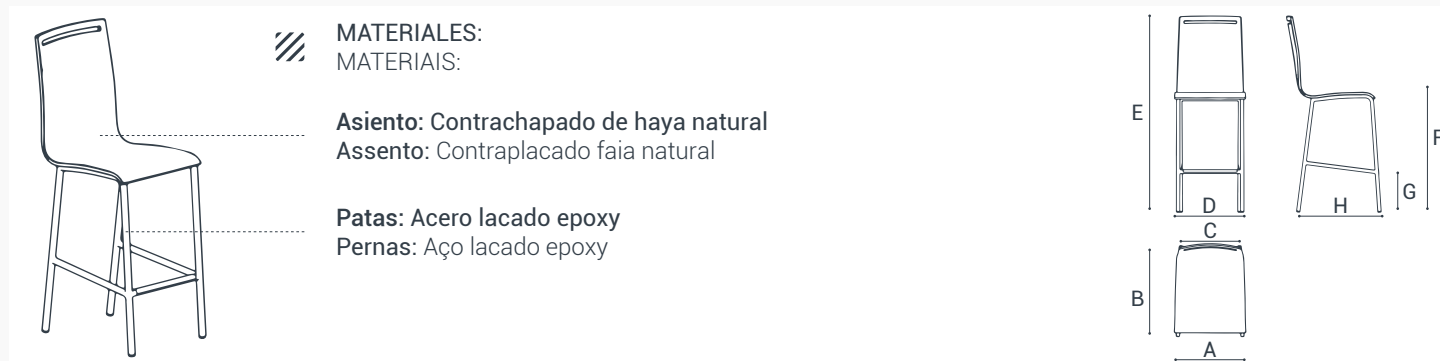 MATERIALES:
MATERIAIS:
Asiento: Contrachapado de haya natural
Assento: Contraplacado faia natural
Patas: Acero lacado epoxy
Pernas: Aço lacado epoxy
E
F
G
D
H
C
B
A